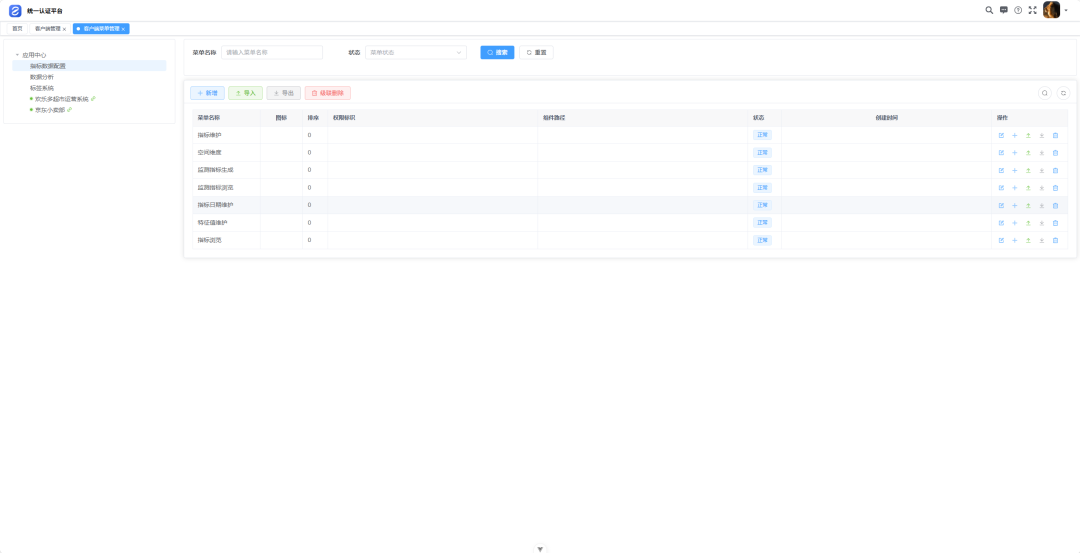 统一认证平台
首页 客户端管理 × 客户端菜单管理 ×
应用中心
指标数据配置
数据分析
标签系统
欢乐多超市运营系统
京东小卖部
菜单名称 请输入菜单名称 状态 菜单状态 搜索 重置
新增 导入 导出 级联删除
菜单名称 图标 排序 权限标识 组件路径 状态 创建时间 操作
指标维护 0 正常
空间维度 0 正常
监测指标生成 0 正常
监测指标浏览 0 正常
指标日期维护 0 正常
特征值维护 0 正常
指标浏览 0 正常